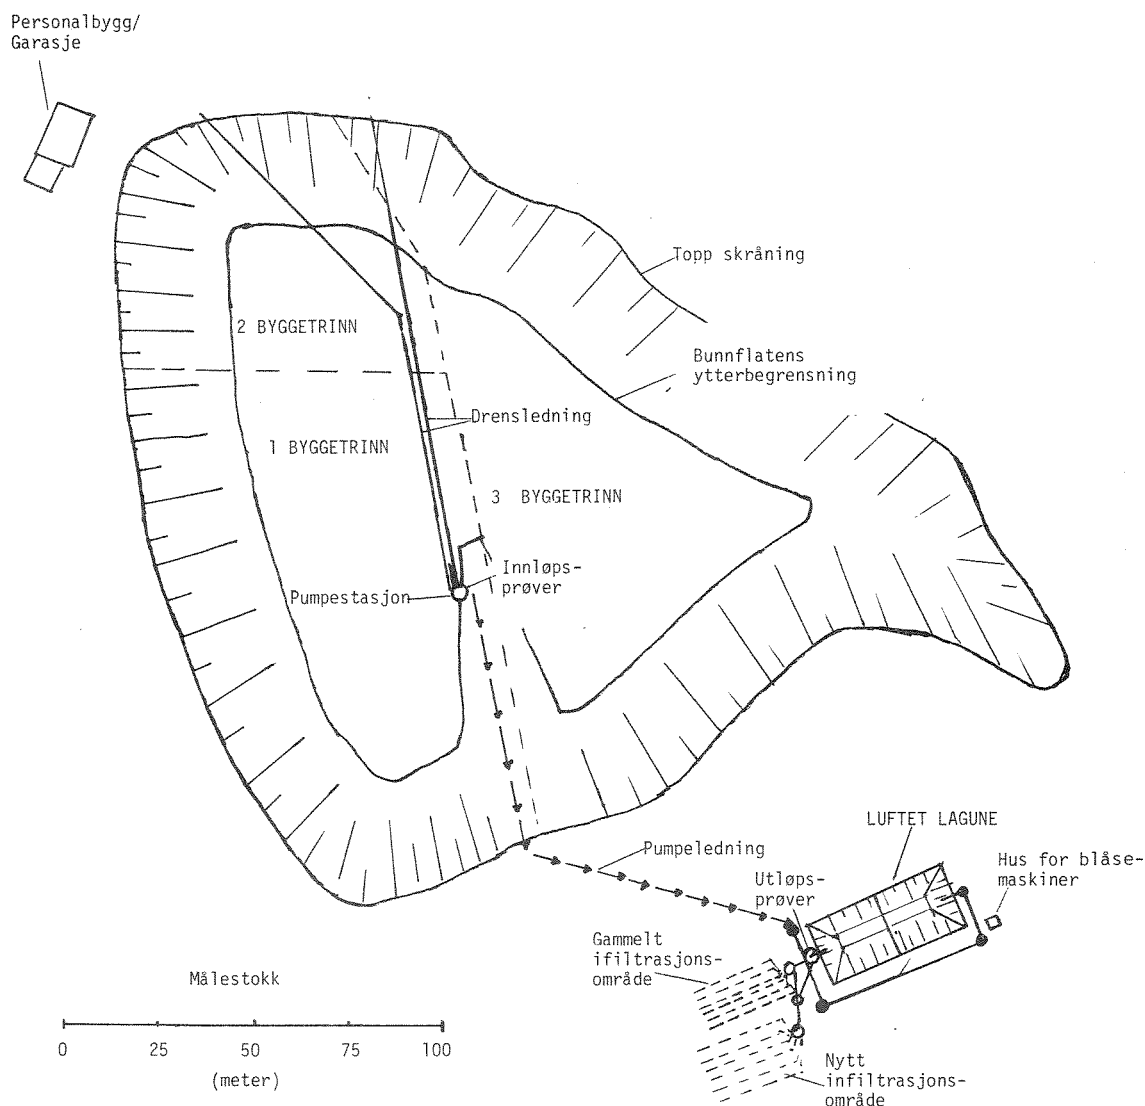 Personalbygg/
Garasje
Topp skråning
2 BYGGETRINN
Bunnflatens
ytterbegrensning
Drensledning
1 BYGGETRINN
3 BYGGETRINN
Innløps-
prøver
Pumpestasjon
LUFTET LAGUNE
Pumpeledning
Hus for blåse-
maskiner
Utløps-
prøver
Gammelt
ifiltrasjons-
område
Målestokk
0 25 50 75 100
(meter)
Nytt
infiltrasjons-
område